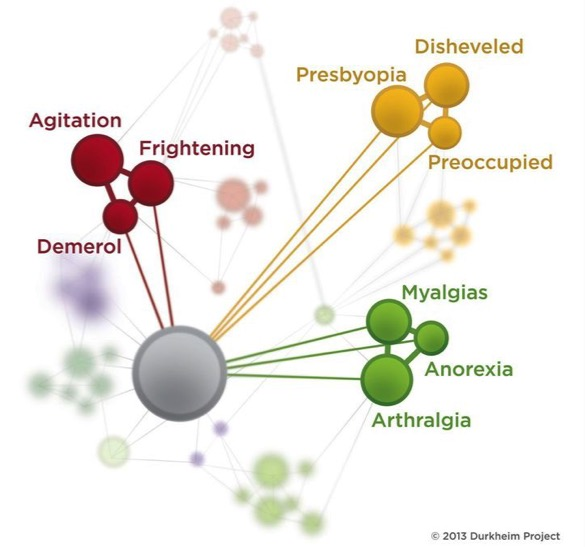 Disheveled
Presbyopia
Preoccupied
Agitation
Frightening
Demerol
Myalgias
Anorexia
Arthralgia
© 2013 Durkheim Project